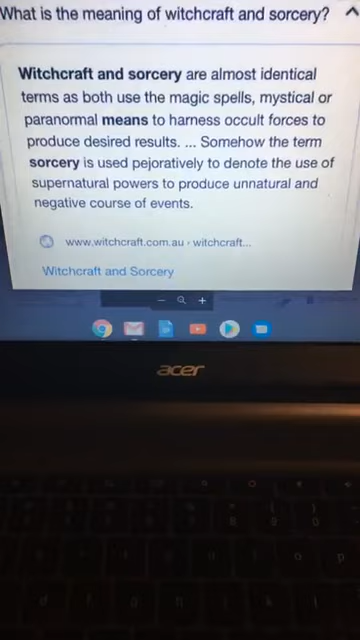 What is the meaning of witchcraft and sorcery?
Witchcraft and sorcery are almost identical
terms as both use the magic spells, mystical or
paranormal means to harness occult forces to
produce desired results. ... Somehow the term
sorcery is used pejoratively to denote the use of
supernatural powers to produce unnatural and
negative course of events.
www.witchcraft.com.au › witchcraft...
Witchcraft and Sorcery
acer
8 9 0
o p